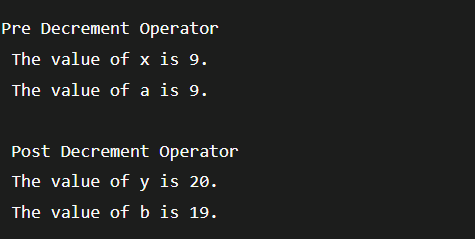 Pre Decrement Operator
The value of x is 9.
The value of a is 9.
Post Decrement Operator
The value of y is 20.
The value of b is 19.